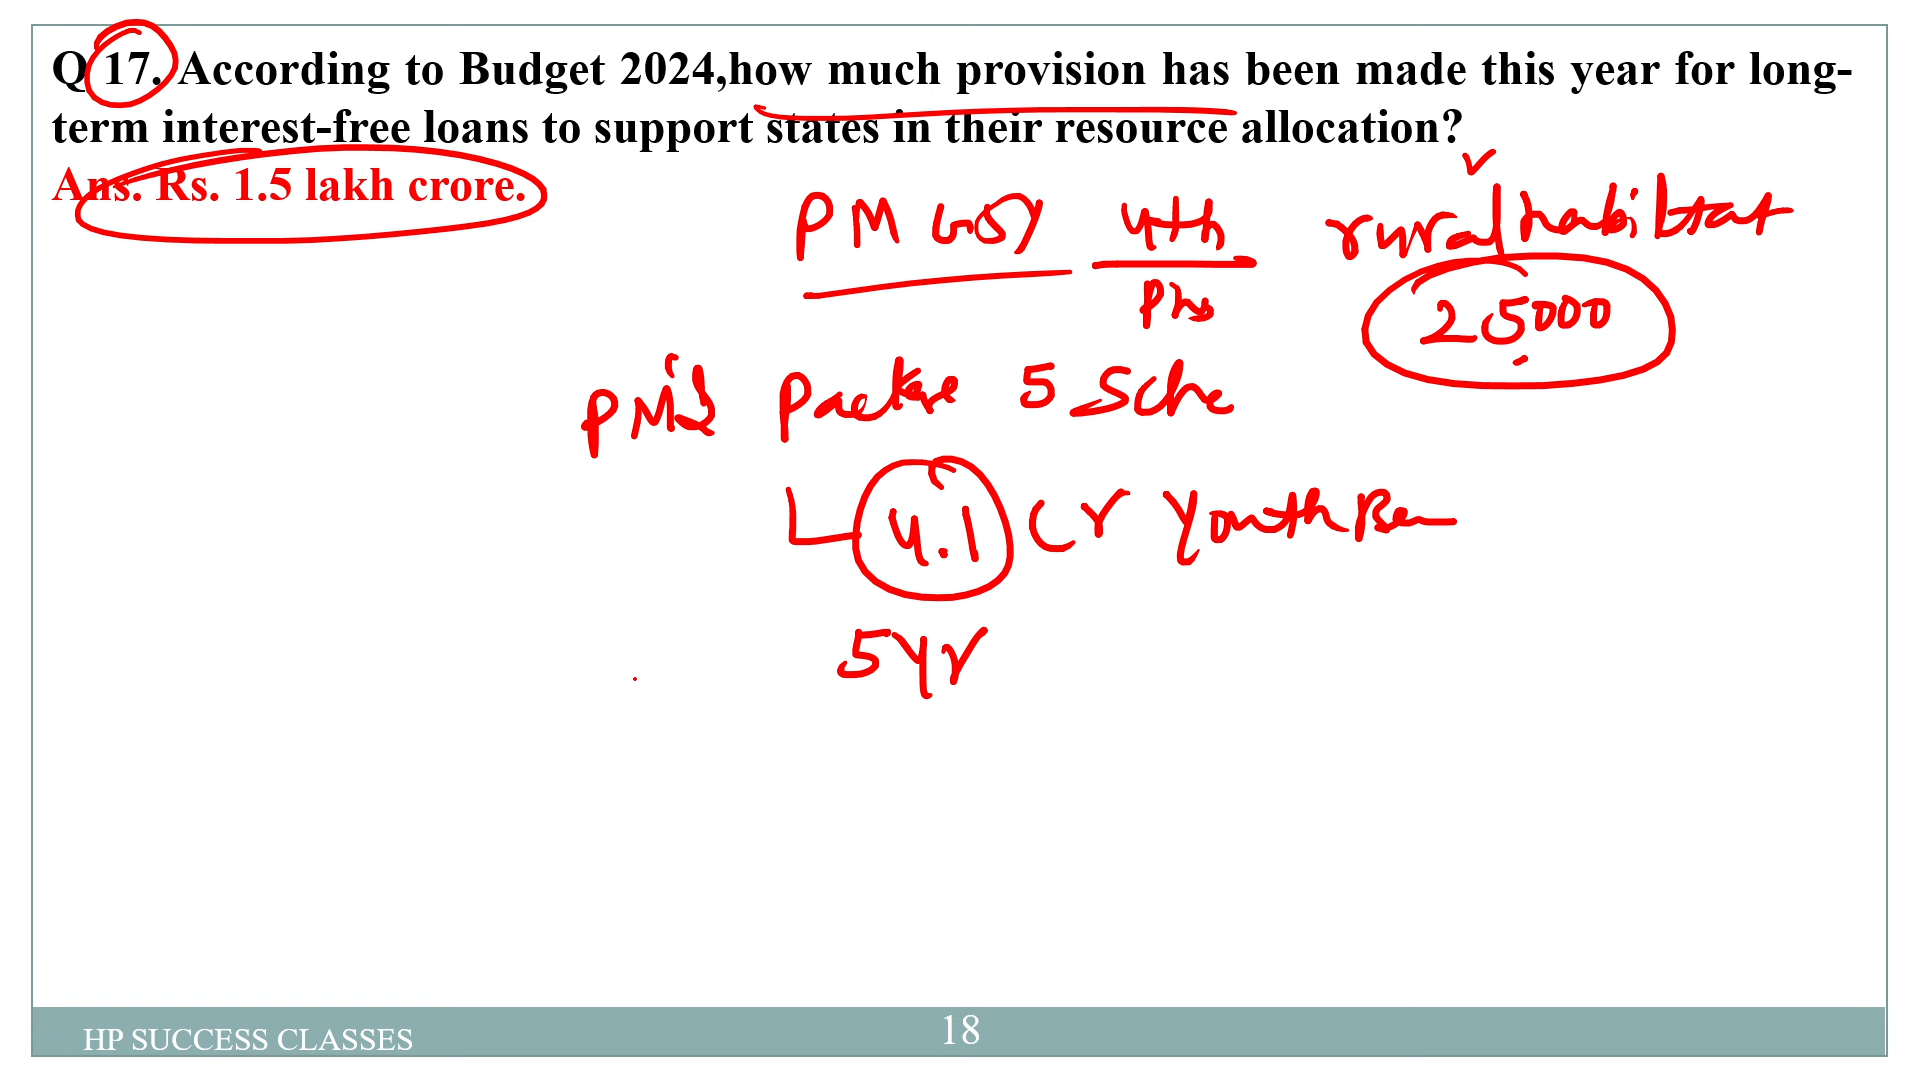 Q 17. According to Budget 2024,how much provision has been made this year for long-
term interest-free loans to support states in their resource allocation?
Ans. Rs. 1.5 lakh crore.
PMGSY 4th rural habitat
Phs 25000
PM's Package 5 Sche
4.1 Cr Youth Ben
5yr
HP SUCCESS CLASSES 18